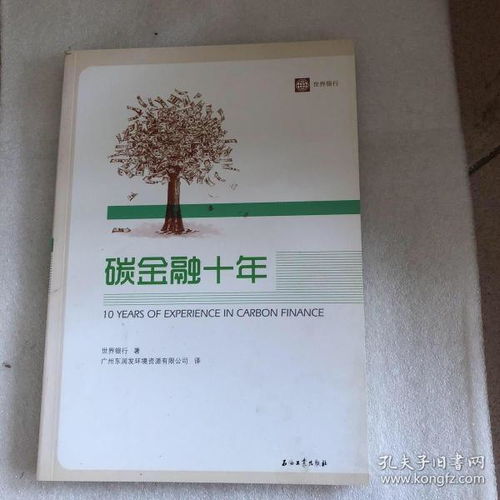 世界银行
碳金融十年
10 YEARS OF EXPERIENCE IN CARBON FINANCE
世界银行 著
广州东润发环境资源有限公司 译
石油工业出版社
孔夫子旧书网
www.kongfz.com